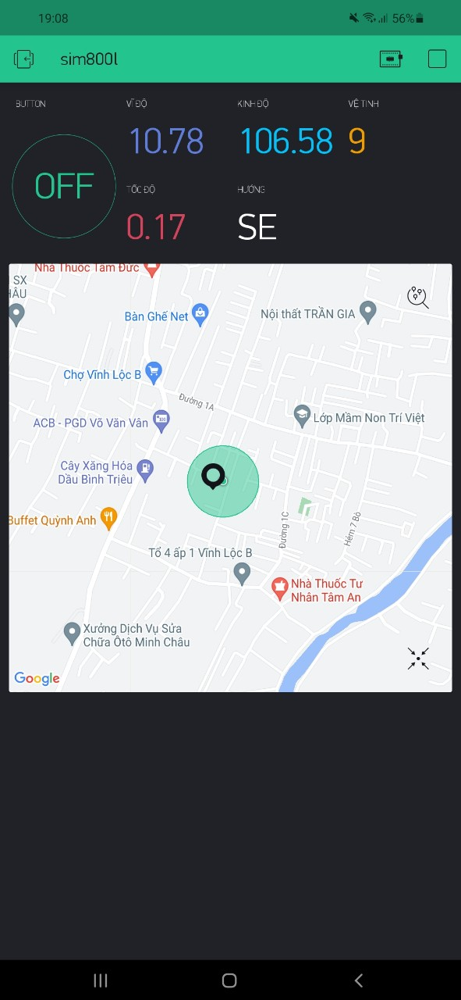 19:08
56%
sim800l
BUTTON
VĨ ĐỘ
KINH ĐỘ
VỆ TINH
OFF
10.78
106.58
9
TỐC ĐỘ
HƯỚNG
0.17
SE
Nhà Thuốc Tâm Đức
SX
HÂU
Bàn Ghế Net
Nội thất TRẦN GIA
Chợ Vĩnh Lộc B
Đường 1A
ACB - PGD Võ Văn Vân
Lớp Mầm Non Trí Việt
Cây Xăng Hóa
Dầu Bình Triệu
Buffet Quỳnh Anh
Đường 1C
Hẻm 7 Bò
Tổ 4 ấp 1 Vĩnh Lộc B
Nhà Thuốc Tư
Nhân Tâm An
Xưởng Dịch Vụ Sửa
Chữa Ôtô Minh Châu
Google